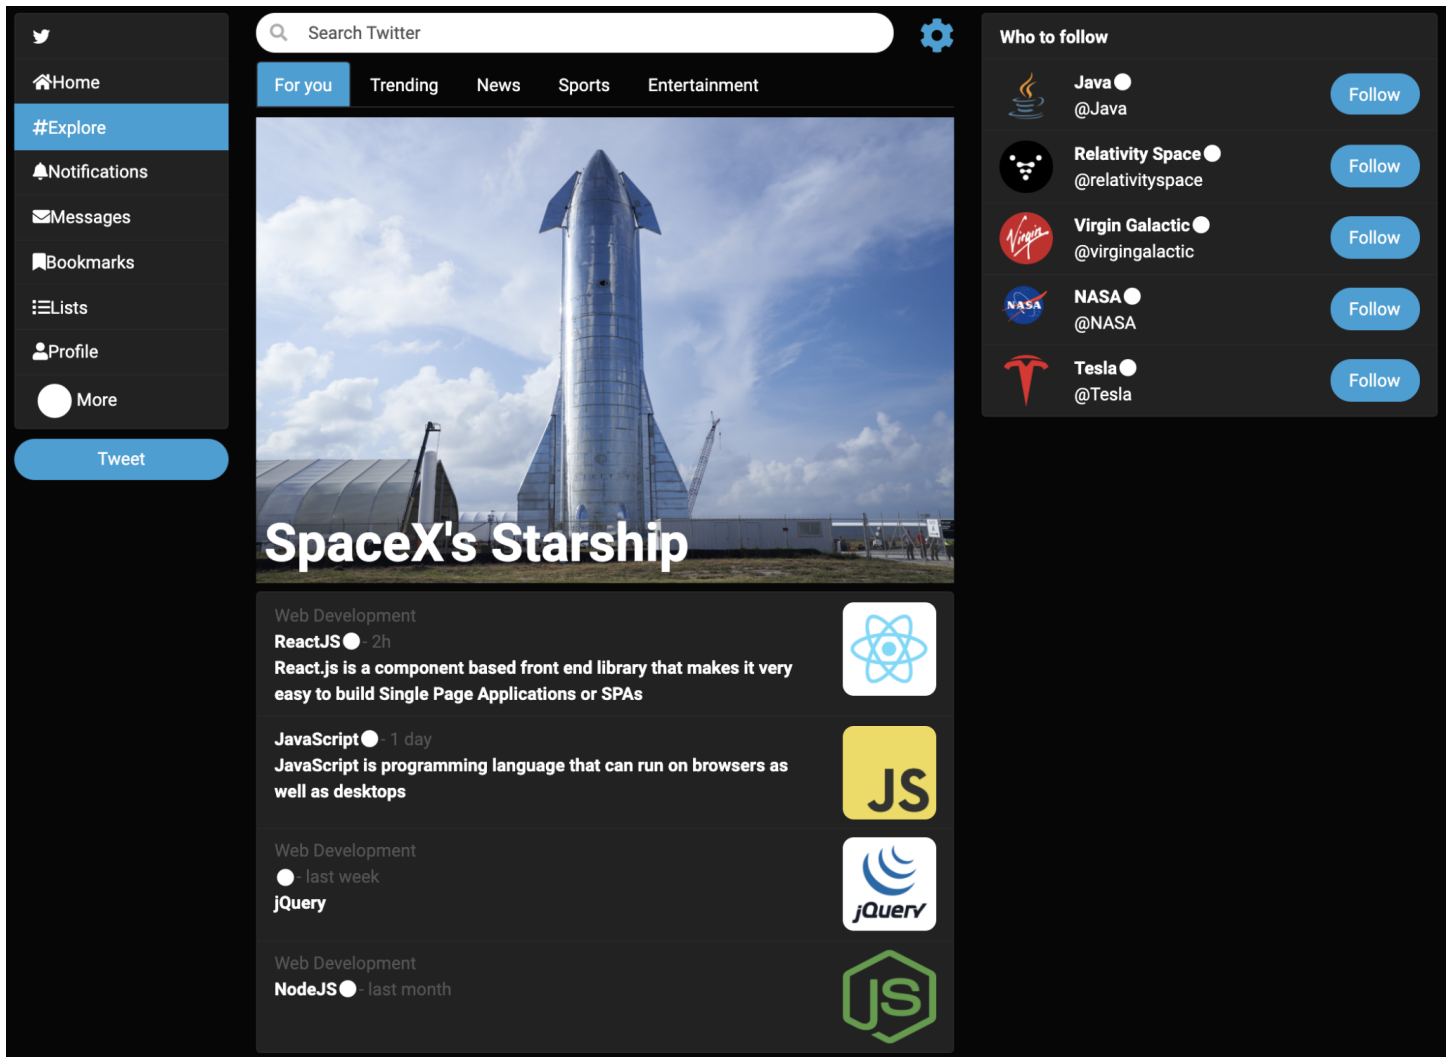 Home
Explore
Notifications
Messages
Bookmarks
Lists
Profile
More
Tweet
Search Twitter
For you
Trending
News
Sports
Entertainment
SpaceX's Starship
Web Development
ReactJS - 2h
React.js is a component based front end library that makes it very
easy to build Single Page Applications or SPAs
JavaScript - 1 day
JavaScript is programming language that can run on browsers as
well as desktops
JS
Web Development
- last week
jQuery
jQuery
Web Development
NodeJS - last month
JS
Who to follow
Java
@Java
Follow
Relativity Space
@relativityspace
Follow
Virgin Galactic
@virgingalactic
Virgin
Follow
NASA
@NASA
NASA
Follow
Tesla
@Tesla
Follow